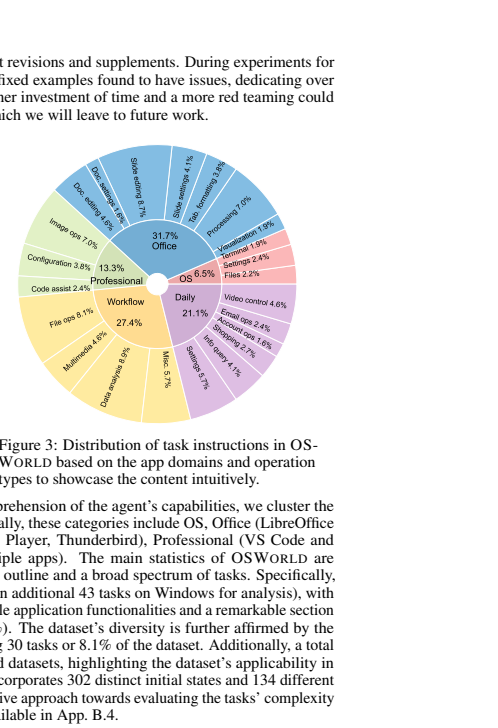 t revisions and supplements. During experiments for
fixed examples found to have issues, dedicating over
her investment of time and a more red teaming could
hich we will leave to future work.
Doc. editing 4.6%
Doc. settings 1.6%
Slide editing 8.7%
Slide settings 4.1%
Tab. formatting 3.8%
Processing 7.0%
Visualization 1.9%
31.7%
Office
Terminal 1.9%
Settings 2.4%
Files 2.2%
OS 6.5%
Image ops 7.0%
Configuration 3.8%
Code assist 2.4%
13.3%
Professional
Workflow
27.4%
Daily
21.1%
Video control 4.6%
Email ops 2.4%
Account ops 1.6%
Shopping 2.7%
Info query 4.1%
Settings 5.7%
File ops 8.1%
Multimedia 4.6%
Data analysis 8.9%
Misc. 5.7%
Figure 3: Distribution of task instructions in OS-
WORLD based on the app domains and operation
types to showcase the content intuitively.
prehension of the agent's capabilities, we cluster the
ally, these categories include OS, Office (LibreOffice
Player, Thunderbird), Professional (VS Code and
iple apps). The main statistics of OSWORLD are
outline and a broad spectrum of tasks. Specifically,
n additional 43 tasks on Windows for analysis), with
le application functionalities and a remarkable section
). The dataset's diversity is further affirmed by the
g 30 tasks or 8.1% of the dataset. Additionally, a total
d datasets, highlighting the dataset's applicability in
corporates 302 distinct initial states and 134 different
ive approach towards evaluating the tasks' complexity
ailable in App. B.4.